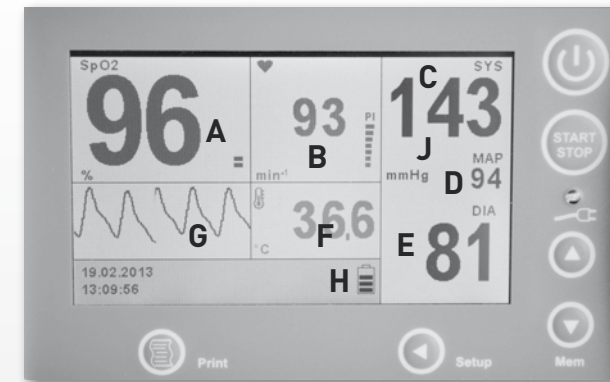 SpO2
96
A
%
93
PI
B
min-1
SYS
C
143
J
mmHg
MAP
D
94
DIA
E
81
G
°C
36,6
F
19.02.2013
13:09:56
H
START
STOP
Print
Setup
Mem